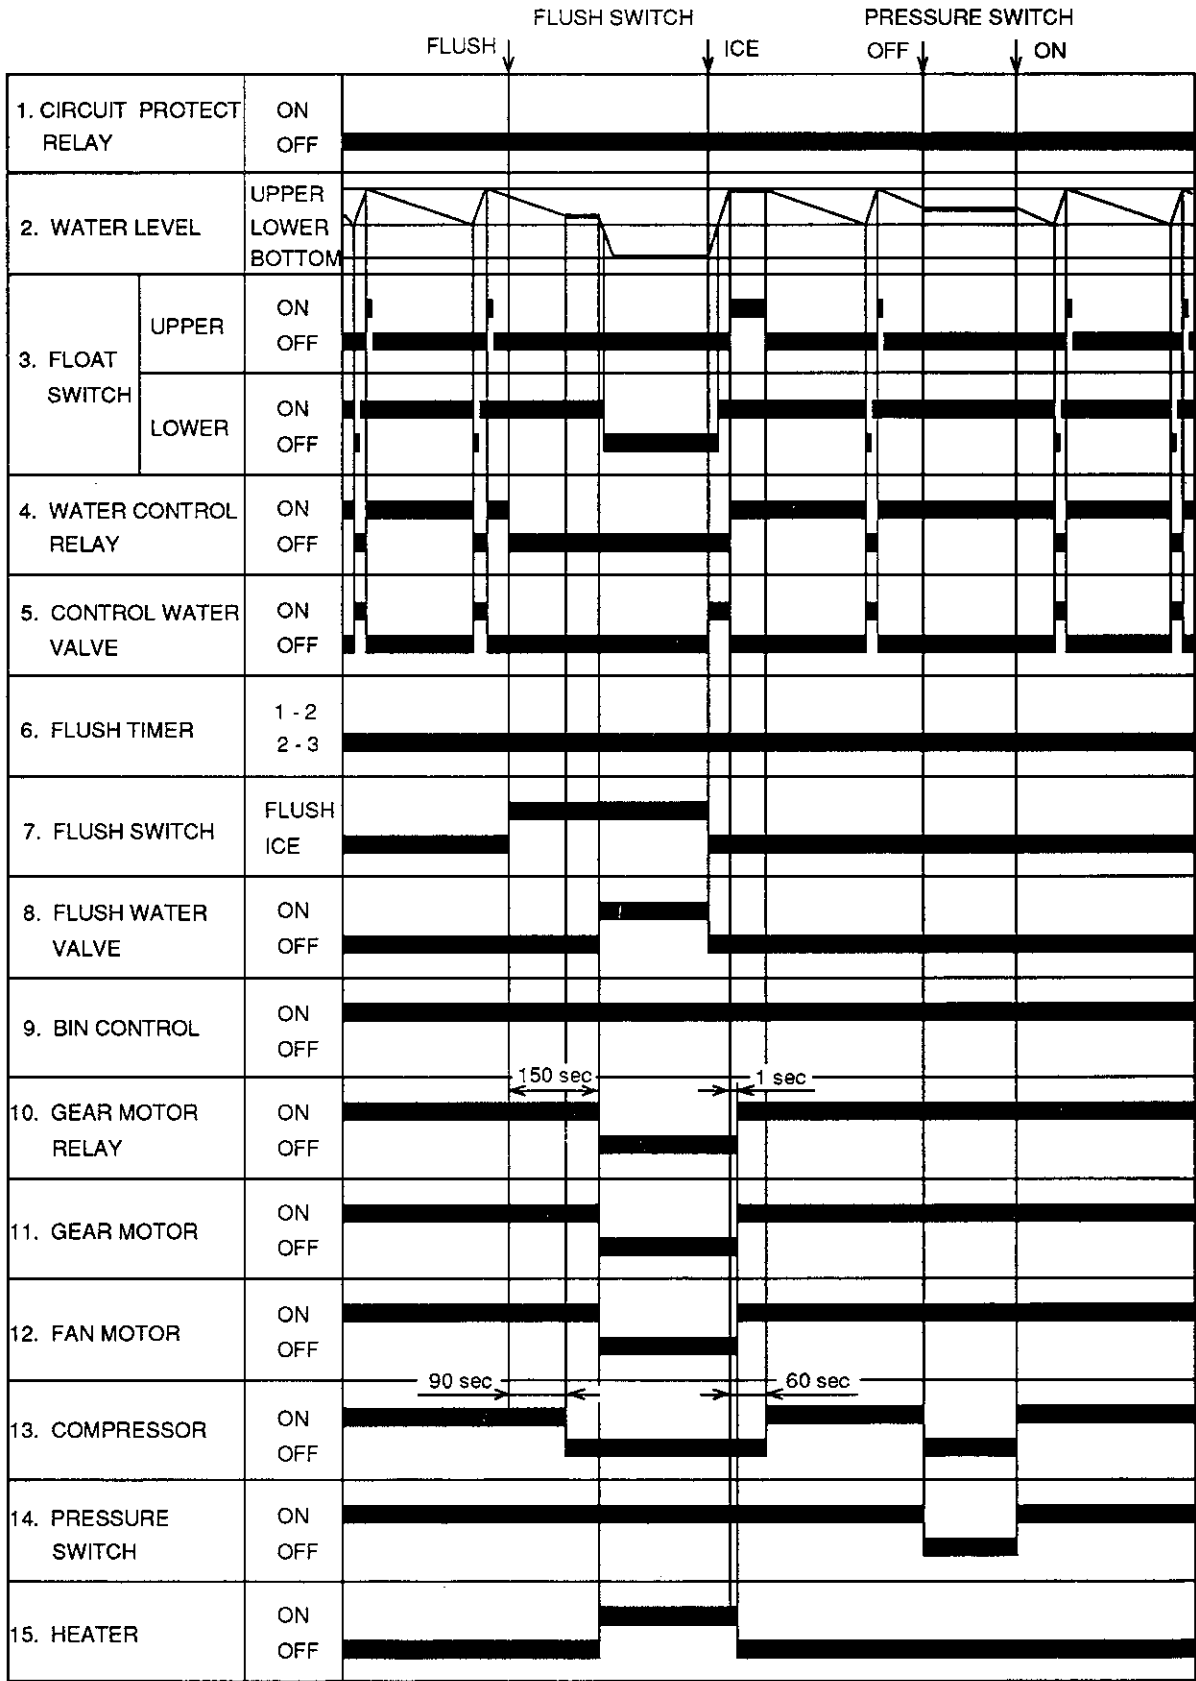 FLUSH SWITCH PRESSURE SWITCH
FLUSH ICE OFF ON
1. CIRCUIT PROTECT ON
RELAY OFF
UPPER
2. WATER LEVEL LOWER
BOTTOM
ON
UPPER OFF
3. FLOAT
SWITCH
ON
LOWER OFF
4. WATER CONTROL ON
RELAY OFF
5. CONTROL WATER ON
VALVE OFF
1 - 2
6. FLUSH TIMER
2 - 3
FLUSH
7. FLUSH SWITCH
ICE
8. FLUSH WATER ON
VALVE OFF
ON
9. BIN CONTROL
OFF
150 sec 1 sec
10. GEAR MOTOR ON
RELAY OFF
ON
11. GEAR MOTOR
OFF
ON
12. FAN MOTOR
OFF
90 sec 60 sec
ON
13. COMPRESSOR
OFF
14. PRESSURE ON
SWITCH OFF
ON
15. HEATER
OFF